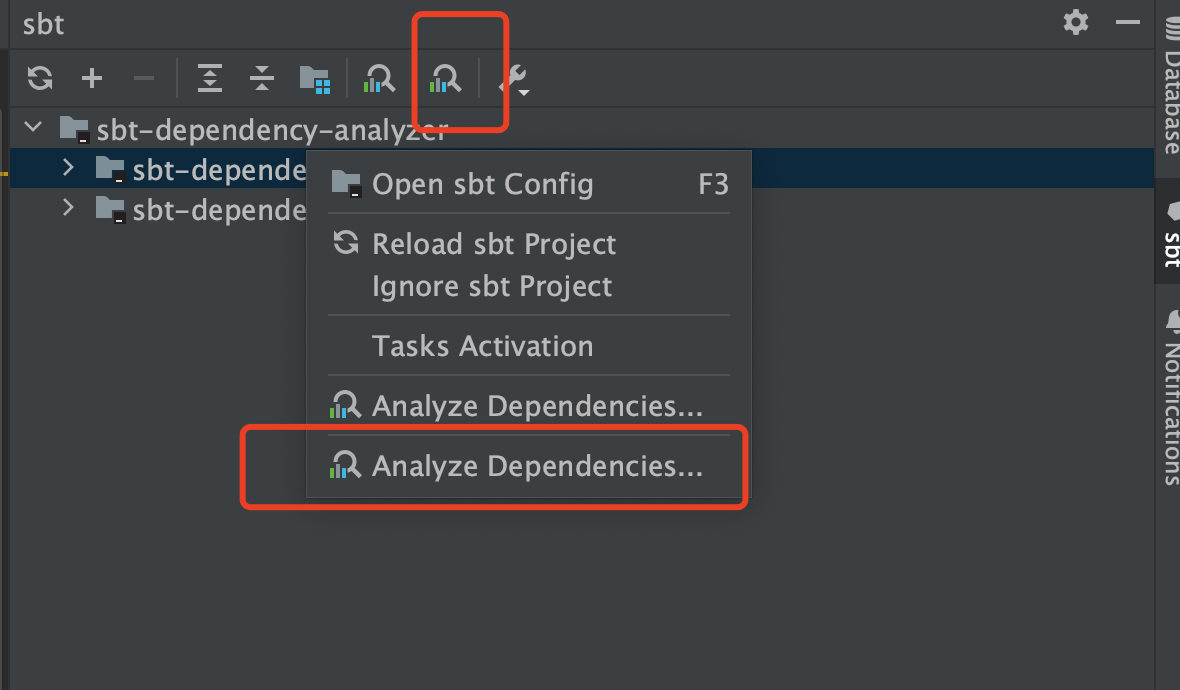 sbt
sbt-dependency-analyzer
sbt-depende
sbt-depende
Open sbt Config F3
Reload sbt Project
Ignore sbt Project
Tasks Activation
Analyze Dependencies...
Analyze Dependencies...
Database
sbt
Notifications